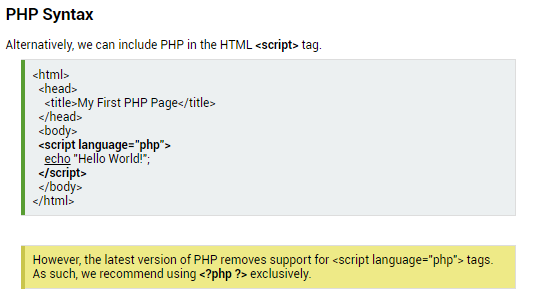 PHP Syntax
Alternatively, we can include PHP in the HTML <script> tag.
<html>
<head>
<title>My First PHP Page</title>
</head>
<body>
<script language="php">
echo "Hello World!";
</script>
</body>
</html>
However, the latest version of PHP removes support for <script language="php"> tags.
As such, we recommend using <?php ?> exclusively.